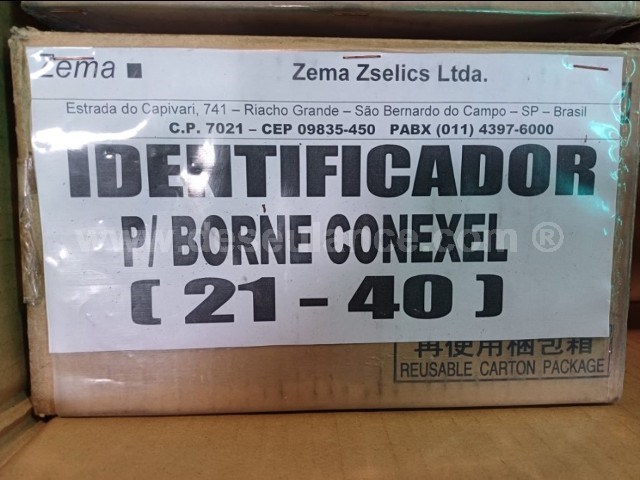 Zema ■ Zema Zselics Ltda.
Estrada do Capivari, 741 – Riacho Grande – São Bernardo do Campo – SP – Brasil
C.P. 7021 – CEP 09835-450 PABX (011) 4397-6000
IDENTIFICADOR
P/ BORNE CONEXEL
( 21 – 40 )
再使用梱包箱
REUSABLE CARTON PACKAGE